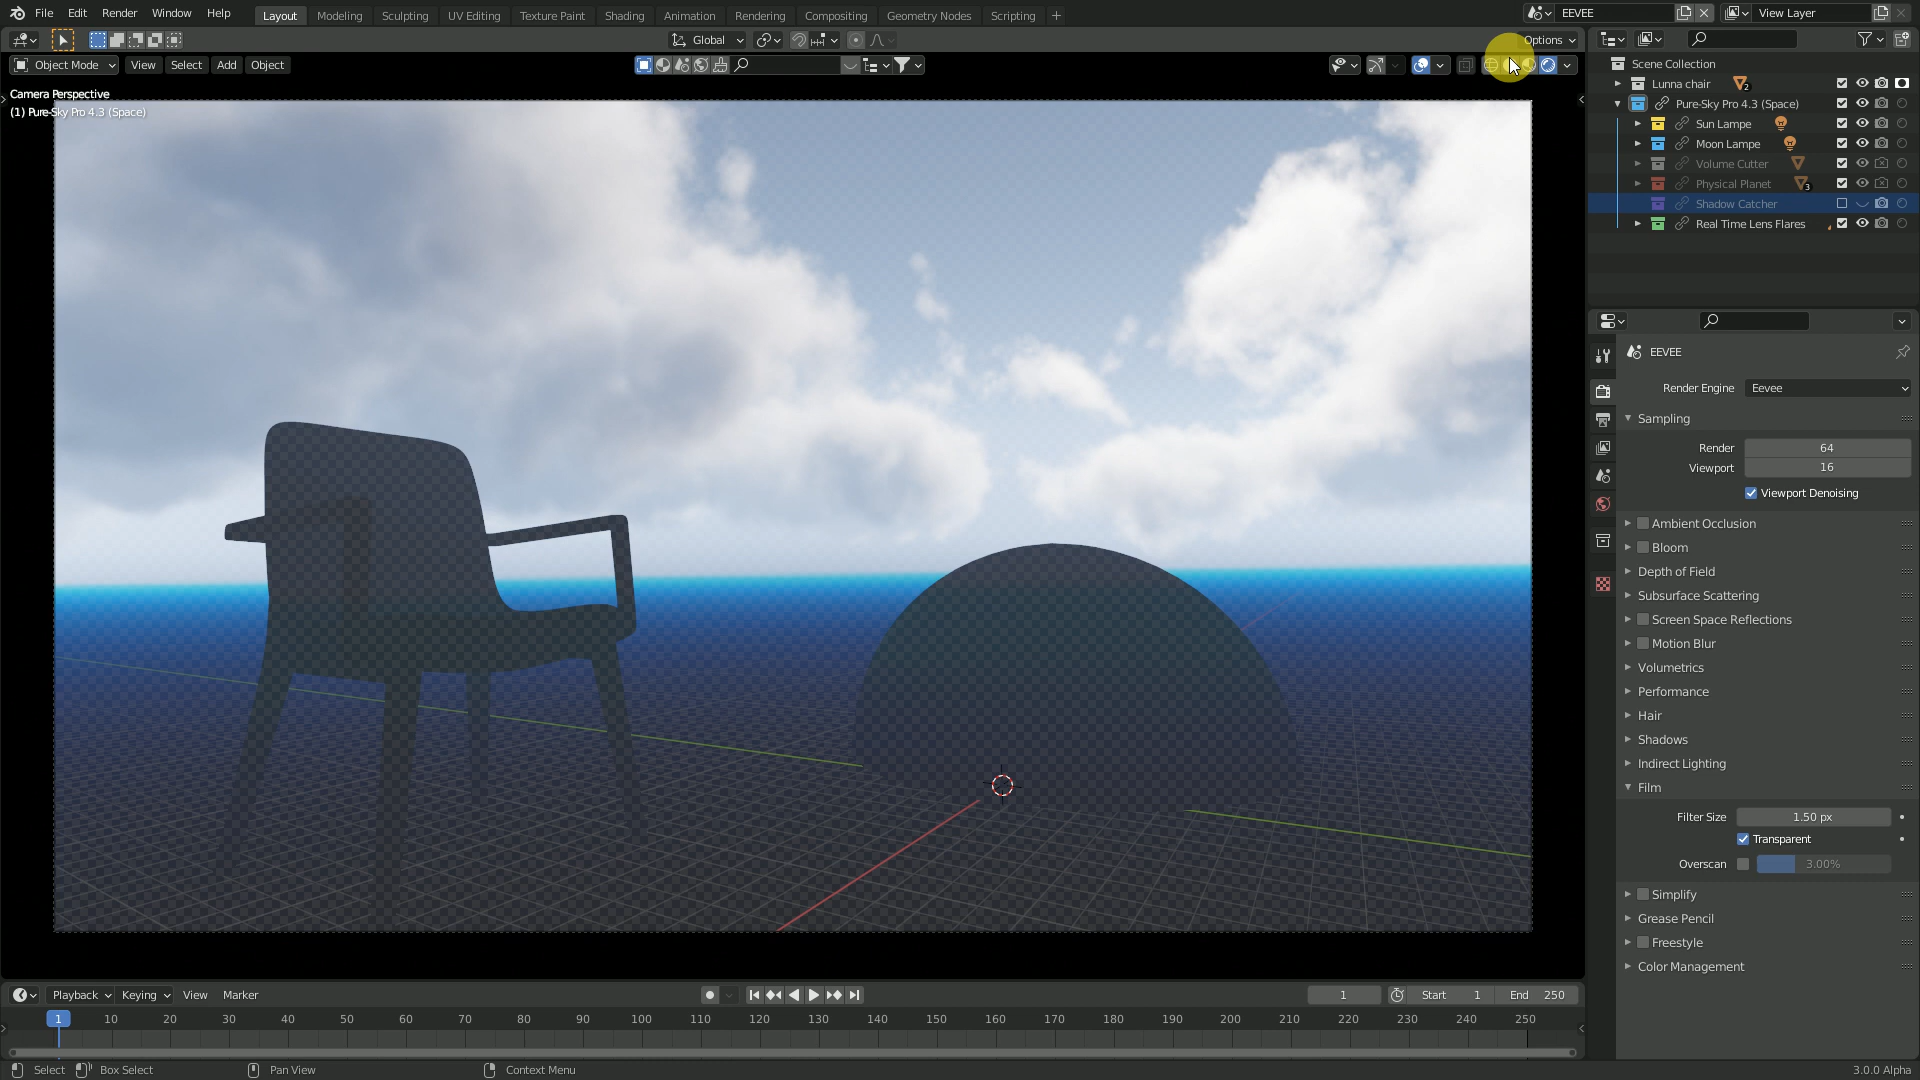 File Edit Render Window Help Layout Modeling Sculpting UV Editing Texture Paint Shading Animation Rendering Compositing Geometry Nodes Scripting + EEVEE View Layer
Global Options
Object Mode View Select Add Object
Camera Perspective
(1) Pure-Sky Pro 4.3 (Space)
Scene Collection
Lunna chair 2
Pure-Sky Pro 4.3 (Space)
Sun Lampe
Moon Lampe
Volume Cutter
Physical Planet 3
Shadow Catcher
Real Time Lens Flares
EEVEE
Render Engine Eevee
Sampling
Render 64
Viewport 16
Viewport Denoising
Ambient Occlusion
Bloom
Depth of Field
Subsurface Scattering
Screen Space Reflections
Motion Blur
Volumetrics
Performance
Hair
Shadows
Indirect Lighting
Film
Filter Size 1.50 px
Transparent
Overscan 3.00%
Simplify
Grease Pencil
Freestyle
Color Management
Playback Keying View Marker 1 Start 1 End 250
1 10 20 30 40 50 60 70 80 90 100 110 120 130 140 150 160 170 180 190 200 210 220 230 240 250
Select Box Select Pan View Context Menu 3.0.0 Alpha